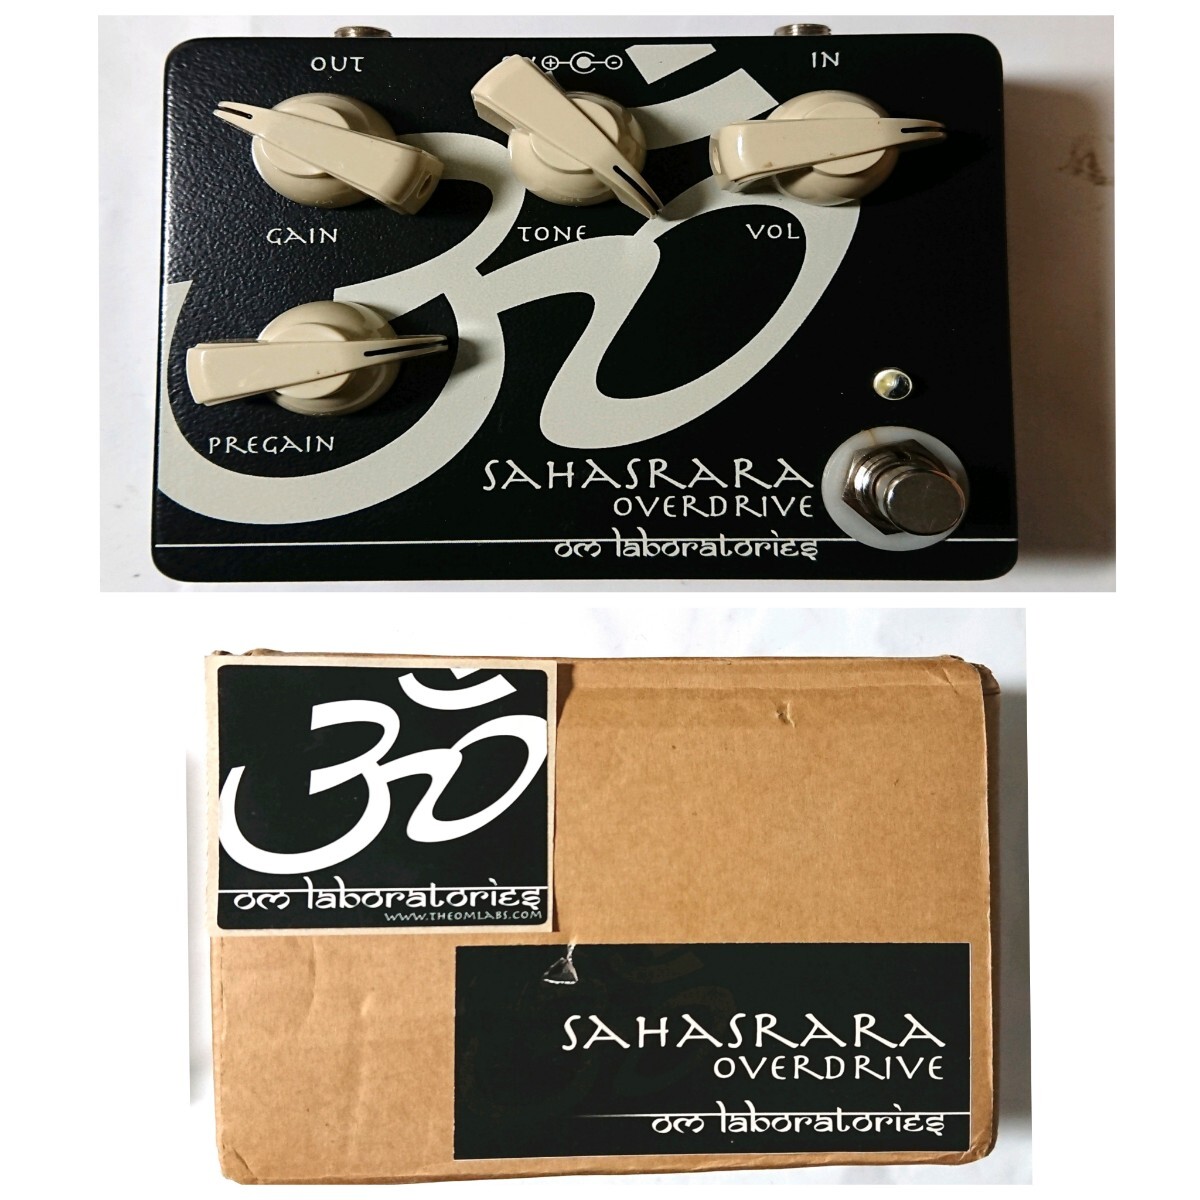 OUT
IN
GAIN
TONE
VOL
PREGAIN
SAHASRARA
OVERDRIVE
om laboratories
ॐ
om laboratories
WWW.THEOMLABS.COM
SAHASRARA
OVERDRIVE
om laboratories